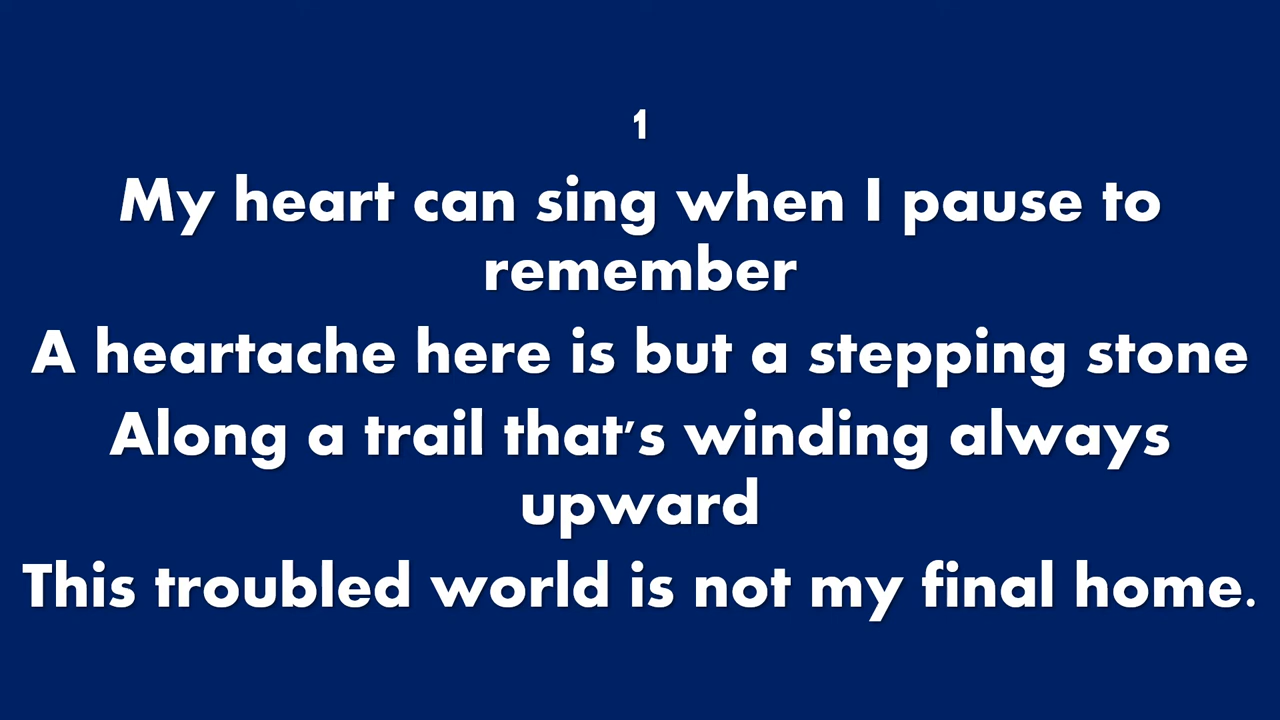 1
My heart can sing when I pause to
remember
A heartache here is but a stepping stone
Along a trail that's winding always
upward
This troubled world is not my final home.